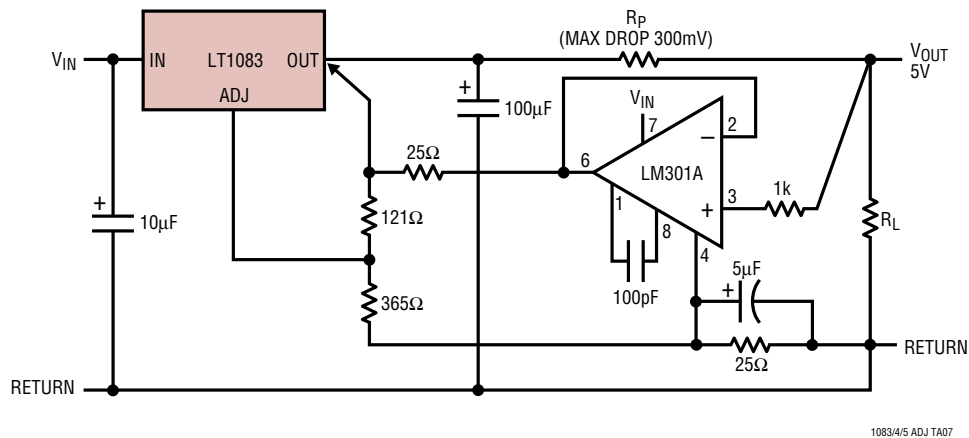 RP
(MAX DROP 300mV)
VIN
IN
LT1083
OUT
ADJ
VOUT
5V
+
100µF
VIN
7
2
–
25Ω
6
LM301A
3
1k
+
1
8
4
RL
+
10µF
121Ω
365Ω
100pF
5µF
+
25Ω
RETURN
RETURN
1083/4/5 ADJ TA07